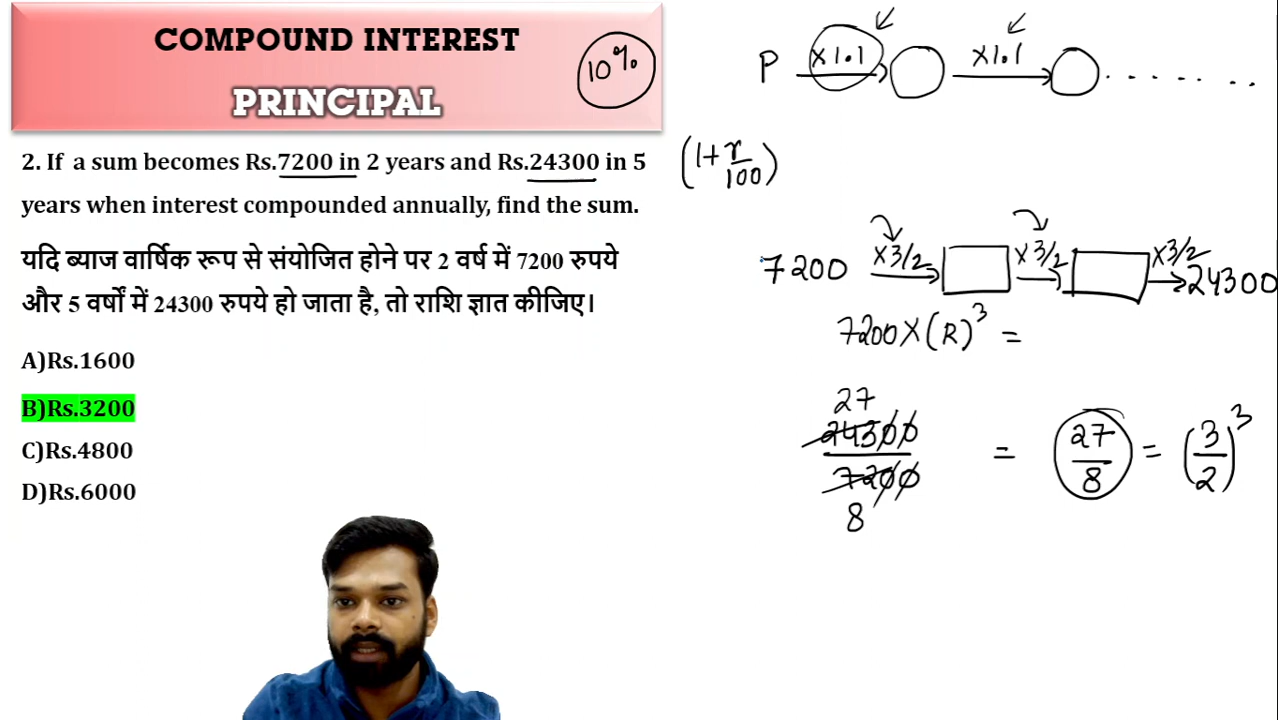 COMPOUND INTEREST
PRINCIPAL
10%
2. If a sum becomes Rs.7200 in 2 years and Rs.24300 in 5
years when interest compounded annually, find the sum.
यदि ब्याज वार्षिक रूप से संयोजित होने पर 2 वर्ष में 7200 रुपये
और 5 वर्षों में 24300 रुपये हो जाता है, तो राशि ज्ञात कीजिए।
A)Rs.1600
B)Rs.3200
C)Rs.4800
D)Rs.6000
P ×1.1 ×1.1 . . . . . . .
(1+r/100)
7200 ×3/2 ×3/2 ×3/2 24300
7200×(R)³ =
27
24300/7200 = 27/8 = (3/2)³
8